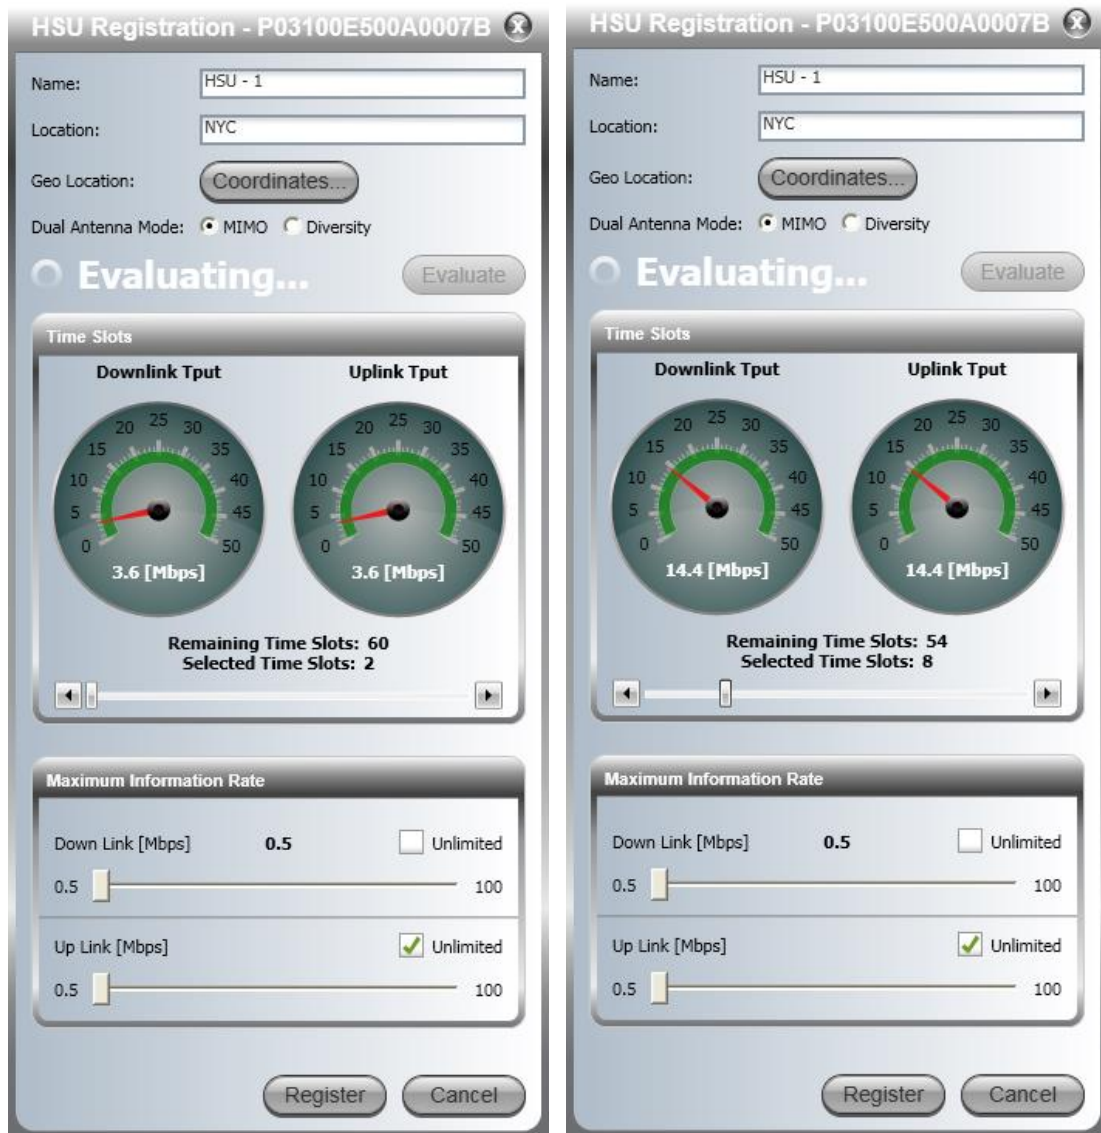 HSU Registration - P03100E500A0007B
Name: HSU - 1
Location: NYC
Geo Location: Coordinates...
Dual Antenna Mode: MIMO Diversity
Evaluating... Evaluate
Time Slots
Downlink Tput Uplink Tput
0 5 10 15 20 25 30 35 40 45 50
0 5 10 15 20 25 30 35 40 45 50
3.6 [Mbps] 3.6 [Mbps]
Remaining Time Slots: 60
Selected Time Slots: 2
Maximum Information Rate
Down Link [Mbps] 0.5 Unlimited
0.5 100
Up Link [Mbps] Unlimited
0.5 100
Register Cancel
HSU Registration - P03100E500A0007B
Name: HSU - 1
Location: NYC
Geo Location: Coordinates...
Dual Antenna Mode: MIMO Diversity
Evaluating... Evaluate
Time Slots
Downlink Tput Uplink Tput
0 5 10 15 20 25 30 35 40 45 50
0 5 10 15 20 25 30 35 40 45 50
14.4 [Mbps] 14.4 [Mbps]
Remaining Time Slots: 54
Selected Time Slots: 8
Maximum Information Rate
Down Link [Mbps] 0.5 Unlimited
0.5 100
Up Link [Mbps] Unlimited
0.5 100
Register Cancel